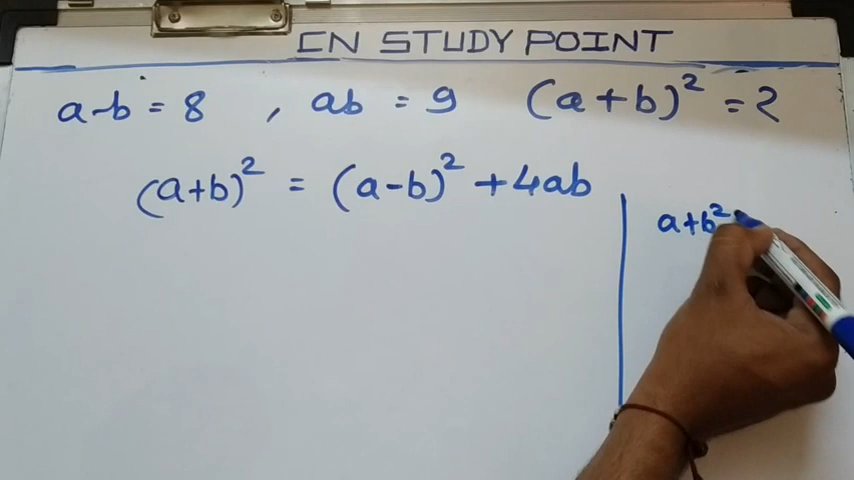 CN STUDY POINT
a-b = 8 , ab = 9 (a+b)² = ?
(a+b)² = (a-b)² + 4ab
a+b²